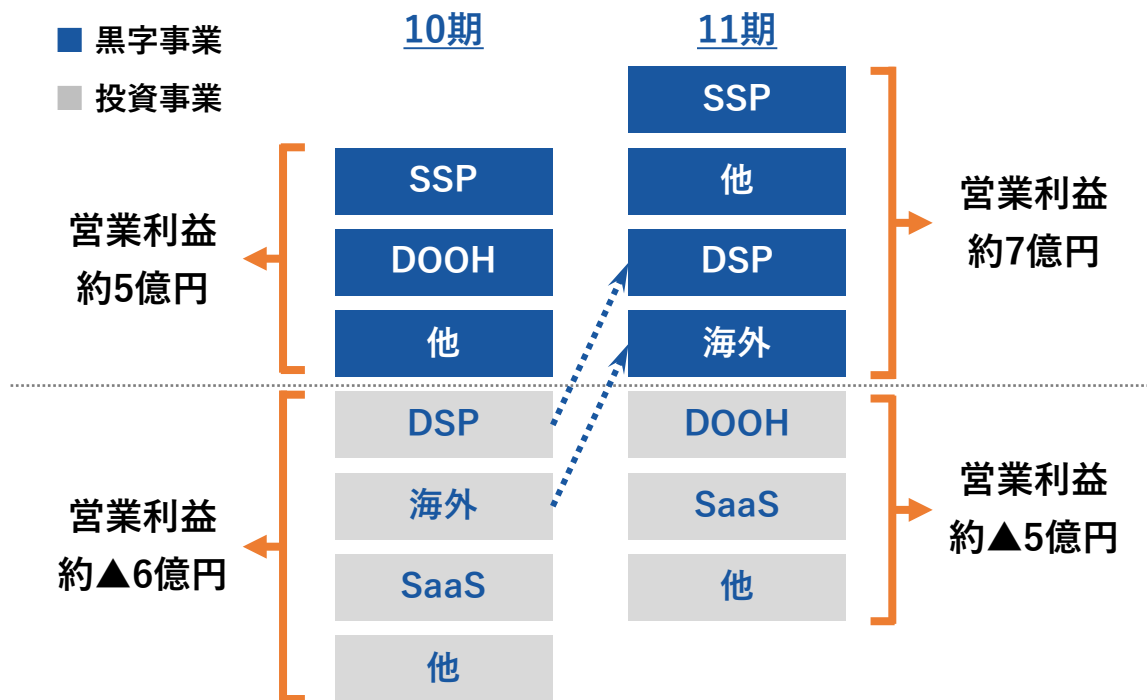 黒字事業
投資事業
10期
11期
営業利益
約5億円
SSP
DOOH
他
SSP
他
DSP
海外
営業利益
約7億円
営業利益
約▲6億円
DSP
海外
SaaS
他
DOOH
SaaS
他
営業利益
約▲5億円